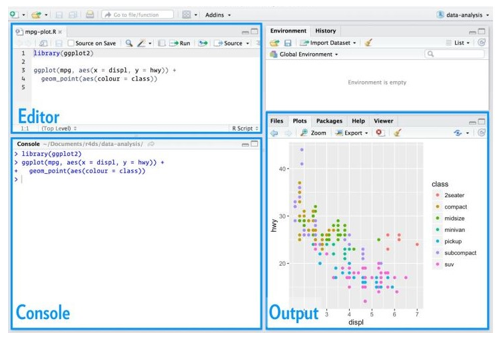 Go to file/function
Addins
data-analysis
mpg-plot.R
Source on Save
Run
Source
1 library(ggplot2)
2
3 ggplot(mpg, aes(x = displ, y = hwy)) +
4 geom_point(aes(colour = class))
5
Editor
1:1 (Top Level)
R Script
Console ~/Documents/r4ds/data-analysis/
> library(ggplot2)
> ggplot(mpg, aes(x = displ, y = hwy)) +
+ geom_point(aes(colour = class))
>
Console
Environment History
Import Dataset
List
Global Environment
Environment is empty
Files Plots Packages Help Viewer
Zoom Export
40
30
20
hwy
3 4 5 6 7
displ
class
2seater
compact
midsize
minivan
pickup
subcompact
suv
Output